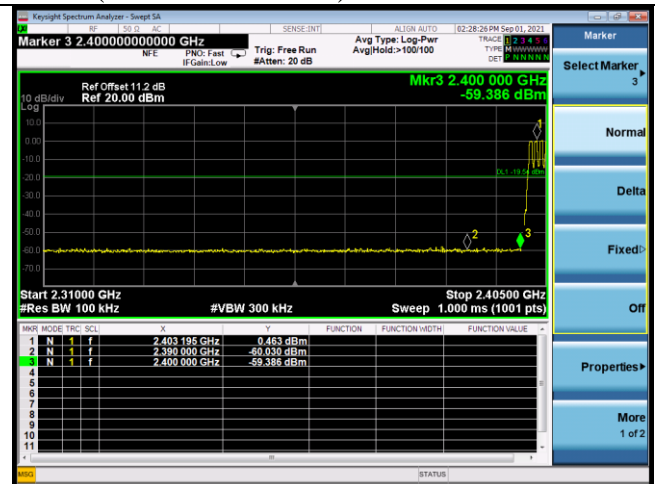 Keysight Spectrum Analyzer - Swept SA
RF 50 Ω AC SENSE:INT ALIGN AUTO 02:28:26 PM Sep 01, 2021
Marker 3 2.400000000000 GHz
NFE PNO: Fast IFGain:Low
Trig: Free Run #Atten: 20 dB
Avg Type: Log-Pwr Avg|Hold:>100/100
TRACE 1 2 3 4 5 6
TYPE M W W W W W
DET P N N N N N
Ref Offset 11.2 dB
10 dB/div Ref 20.00 dBm
Log
Mkr3 2.400 000 GHz
-59.386 dBm
10.0
0.00
-10.0
-20.0
-30.0
-40.0
-50.0
-60.0
-70.0
1
DL1 -19.54 dBm
2
3
Start 2.31000 GHz Stop 2.40500 GHz
#Res BW 100 kHz #VBW 300 kHz Sweep 1.000 ms (1001 pts)
MKR MODE TRC SCL X Y FUNCTION FUNCTION WIDTH FUNCTION VALUE
1 N 1 f 2.403 195 GHz 0.463 dBm
2 N 1 f 2.390 000 GHz -60.030 dBm
3 N 1 f 2.400 000 GHz -59.386 dBm
4
5
6
7
8
9
10
11
MSG STATUS
Marker
Select Marker
3
Normal
Delta
Fixed
Off
Properties
More
1 of 2